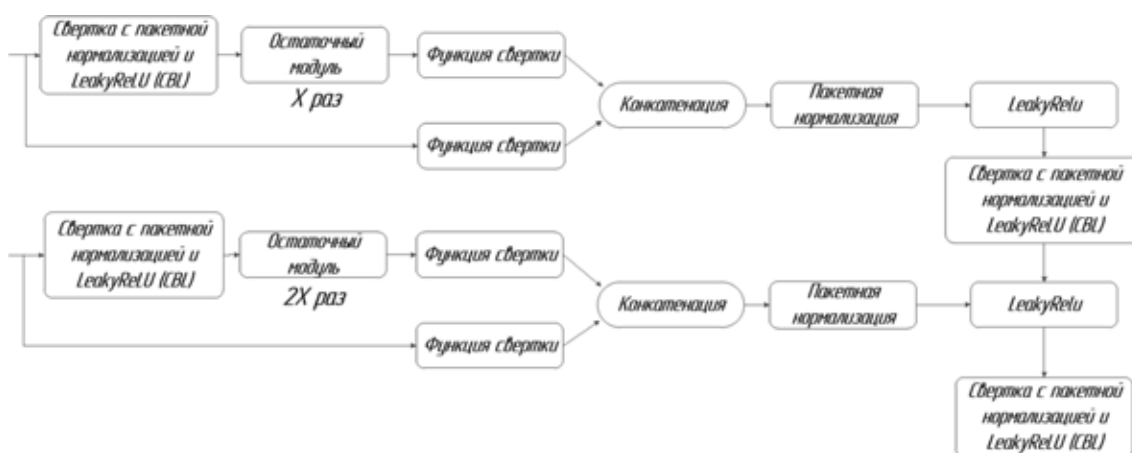 Свертка с пакетной
нормализацией и
LeakyReLU (CBL)
Остаточный
модуль
X раз
Функция свертки
Функция свертки
Конкатенация
Пакетная
нормализация
LeakyRelu
Свертка с пакетной
нормализацией и
LeakyReLU (CBL)
Свертка с пакетной
нормализацией и
LeakyReLU (CBL)
Остаточный
модуль
2X раз
Функция свертки
Функция свертки
Конкатенация
Пакетная
нормализация
LeakyRelu
Свертка с пакетной
нормализацией и
LeakyReLU (CBL)